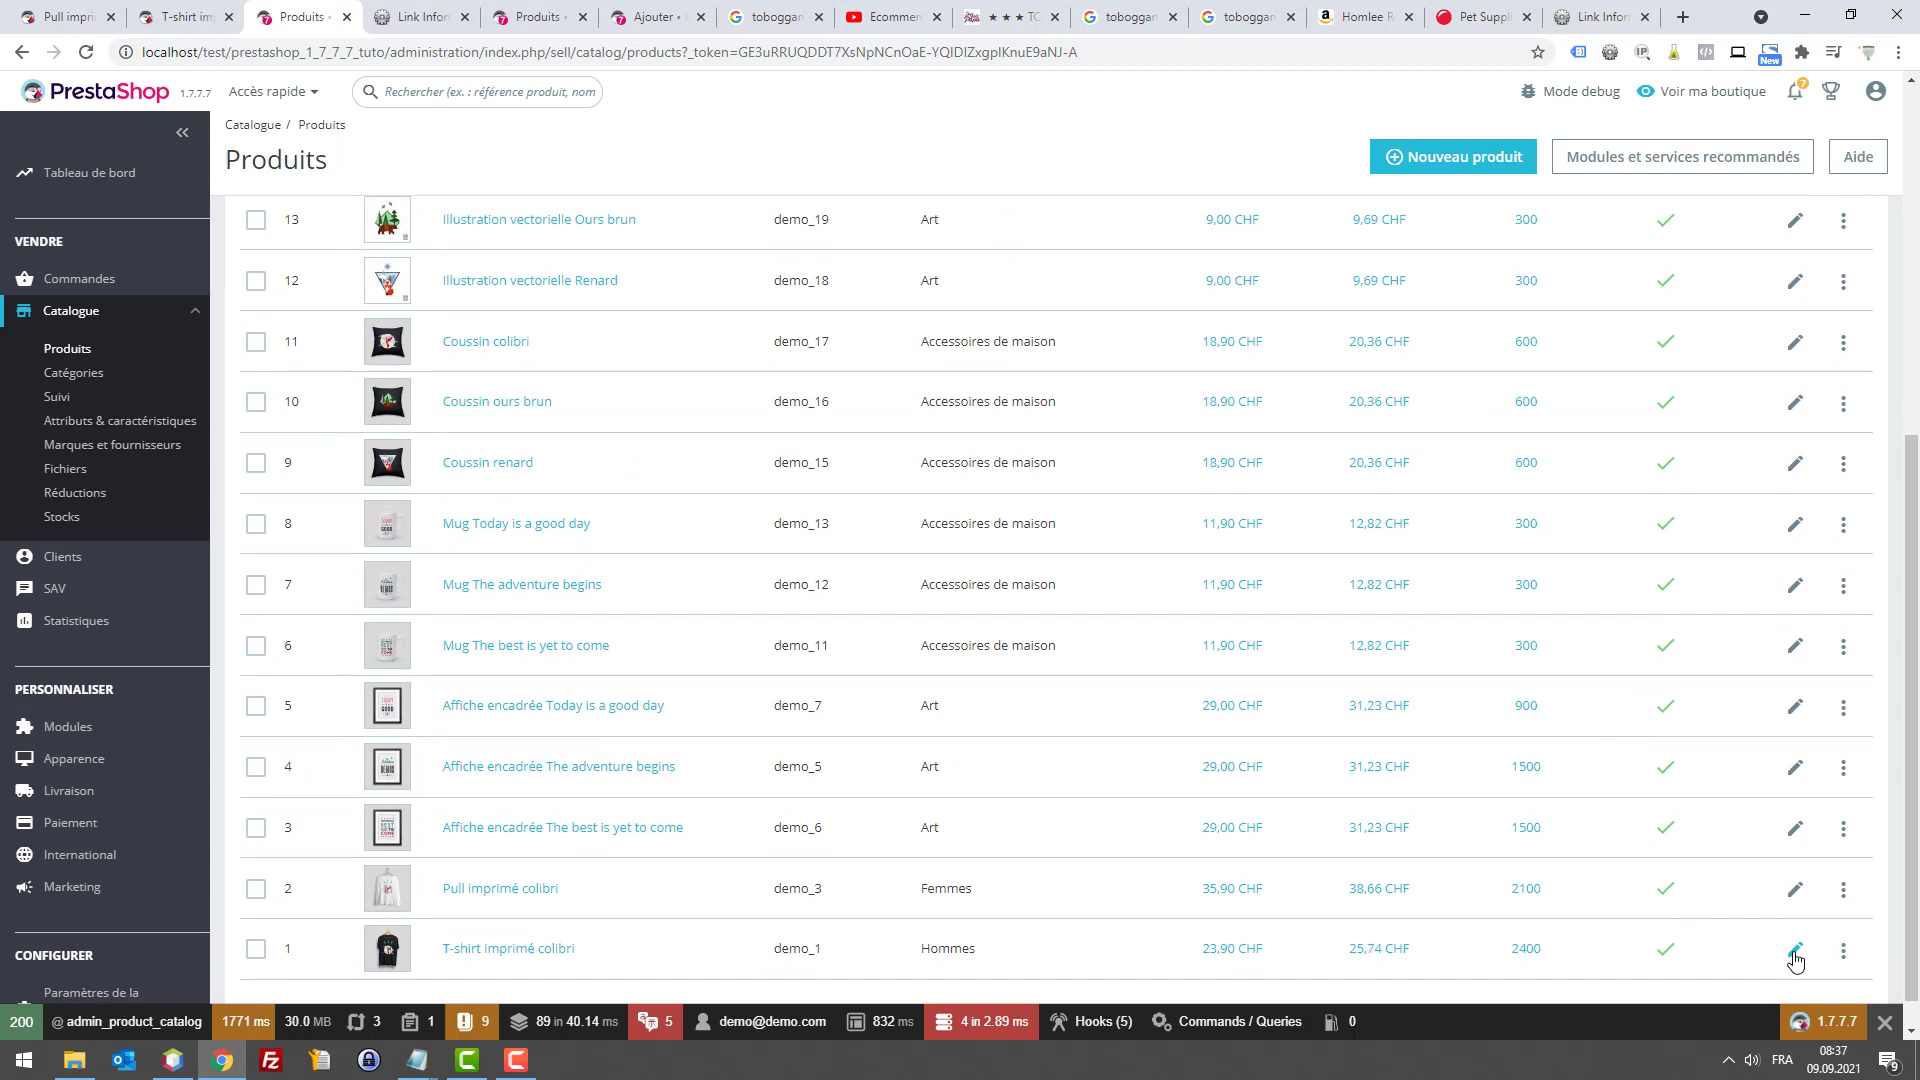 Pull impri
T-shirt im
Produits
Link Infor
Produits
Ajouter
toboggan
Ecommer
★ ★ ★ TO
toboggan
toboggan
Homlee R
Pet Suppli
Link Infor
localhost/test/prestashop_1_7_7_7_tuto/administration/index.php/sell/catalog/products?_token=GE3uRRUQDDT7XsNpNCnOaE-YQIDIZxgpIKnuE9aNJ-A
New
PrestaShop 1.7.7.7
Accès rapide
Rechercher (ex. : référence produit, nom
Mode debug
Voir ma boutique
7
Catalogue / Produits
Produits
Nouveau produit
Modules et services recommandés
Aide
Tableau de bord
VENDRE
Commandes
Catalogue
Produits
Catégories
Suivi
Attributs & caractéristiques
Marques et fournisseurs
Fichiers
Réductions
Stocks
Clients
SAV
Statistiques
PERSONNALISER
Modules
Apparence
Livraison
Paiement
International
Marketing
CONFIGURER
Paramètres de la
13 Illustration vectorielle Ours brun demo_19 Art 9,00 CHF 9,69 CHF 300
12 Illustration vectorielle Renard demo_18 Art 9,00 CHF 9,69 CHF 300
11 Coussin colibri demo_17 Accessoires de maison 18,90 CHF 20,36 CHF 600
10 Coussin ours brun demo_16 Accessoires de maison 18,90 CHF 20,36 CHF 600
9 Coussin renard demo_15 Accessoires de maison 18,90 CHF 20,36 CHF 600
8 Mug Today is a good day demo_13 Accessoires de maison 11,90 CHF 12,82 CHF 300
7 Mug The adventure begins demo_12 Accessoires de maison 11,90 CHF 12,82 CHF 300
6 Mug The best is yet to come demo_11 Accessoires de maison 11,90 CHF 12,82 CHF 300
5 Affiche encadrée Today is a good day demo_7 Art 29,00 CHF 31,23 CHF 900
4 Affiche encadrée The adventure begins demo_5 Art 29,00 CHF 31,23 CHF 1500
3 Affiche encadrée The best is yet to come demo_6 Art 29,00 CHF 31,23 CHF 1500
2 Pull imprimé colibri demo_3 Femmes 35,90 CHF 38,66 CHF 2100
1 T-shirt imprimé colibri demo_1 Hommes 23,90 CHF 25,74 CHF 2400
200 @ admin_product_catalog 1771 ms 30.0 MB 3 1 9 89 in 40.14 ms 5 demo@demo.com 832 ms 4 in 2.89 ms Hooks (5) Commands / Queries 0 1.7.7.7
FRA
08:37
09.09.2021
9